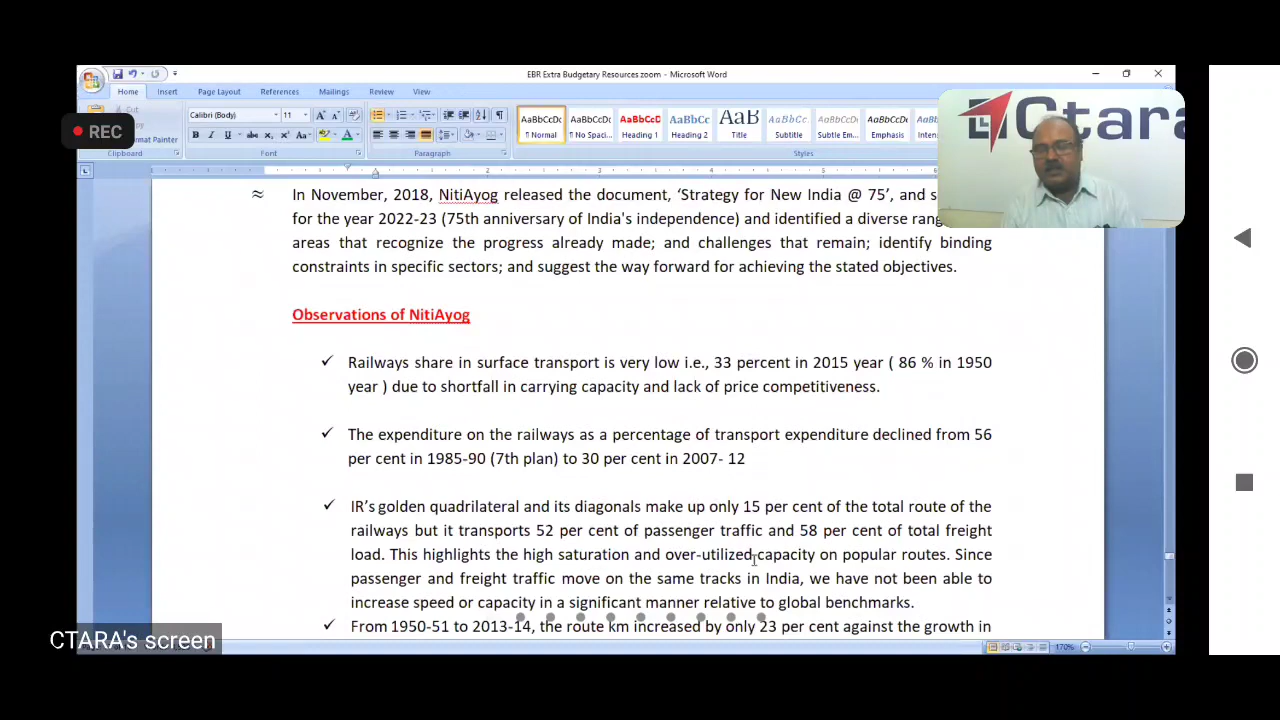 EBR Extra Budgetary Resources zoom - Microsoft Word
Home Insert Page Layout References Mailings Review View
REC
Cut
Format Painter
Clipboard
Calibri (Body) 11
Font
Paragraph
AaBbCcDc AaBbCcDc AaBbCc AaBbCc AaB AaBbCcl AaBbCcDc AaBbCcDc
¶ Normal ¶ No Spaci... Heading 1 Heading 2 Title Subtitle Subtle Em... Emphasis
Styles
Ctara
≈ In November, 2018, NitiAyog released the document, ‘Strategy for New India @ 75’, and s
for the year 2022-23 (75th anniversary of India's independence) and identified a diverse rang
areas that recognize the progress already made; and challenges that remain; identify binding
constraints in specific sectors; and suggest the way forward for achieving the stated objectives.
Observations of NitiAyog
✓ Railways share in surface transport is very low i.e., 33 percent in 2015 year ( 86 % in 1950
year ) due to shortfall in carrying capacity and lack of price competitiveness.
✓ The expenditure on the railways as a percentage of transport expenditure declined from 56
per cent in 1985-90 (7th plan) to 30 per cent in 2007- 12
✓ IR’s golden quadrilateral and its diagonals make up only 15 per cent of the total route of the
railways but it transports 52 per cent of passenger traffic and 58 per cent of total freight
load. This highlights the high saturation and over-utilized capacity on popular routes. Since
passenger and freight traffic move on the same tracks in India, we have not been able to
increase speed or capacity in a significant manner relative to global benchmarks.
✓ From 1950-51 to 2013-14, the route km increased by only 23 per cent against the growth in
CTARA's screen
170%